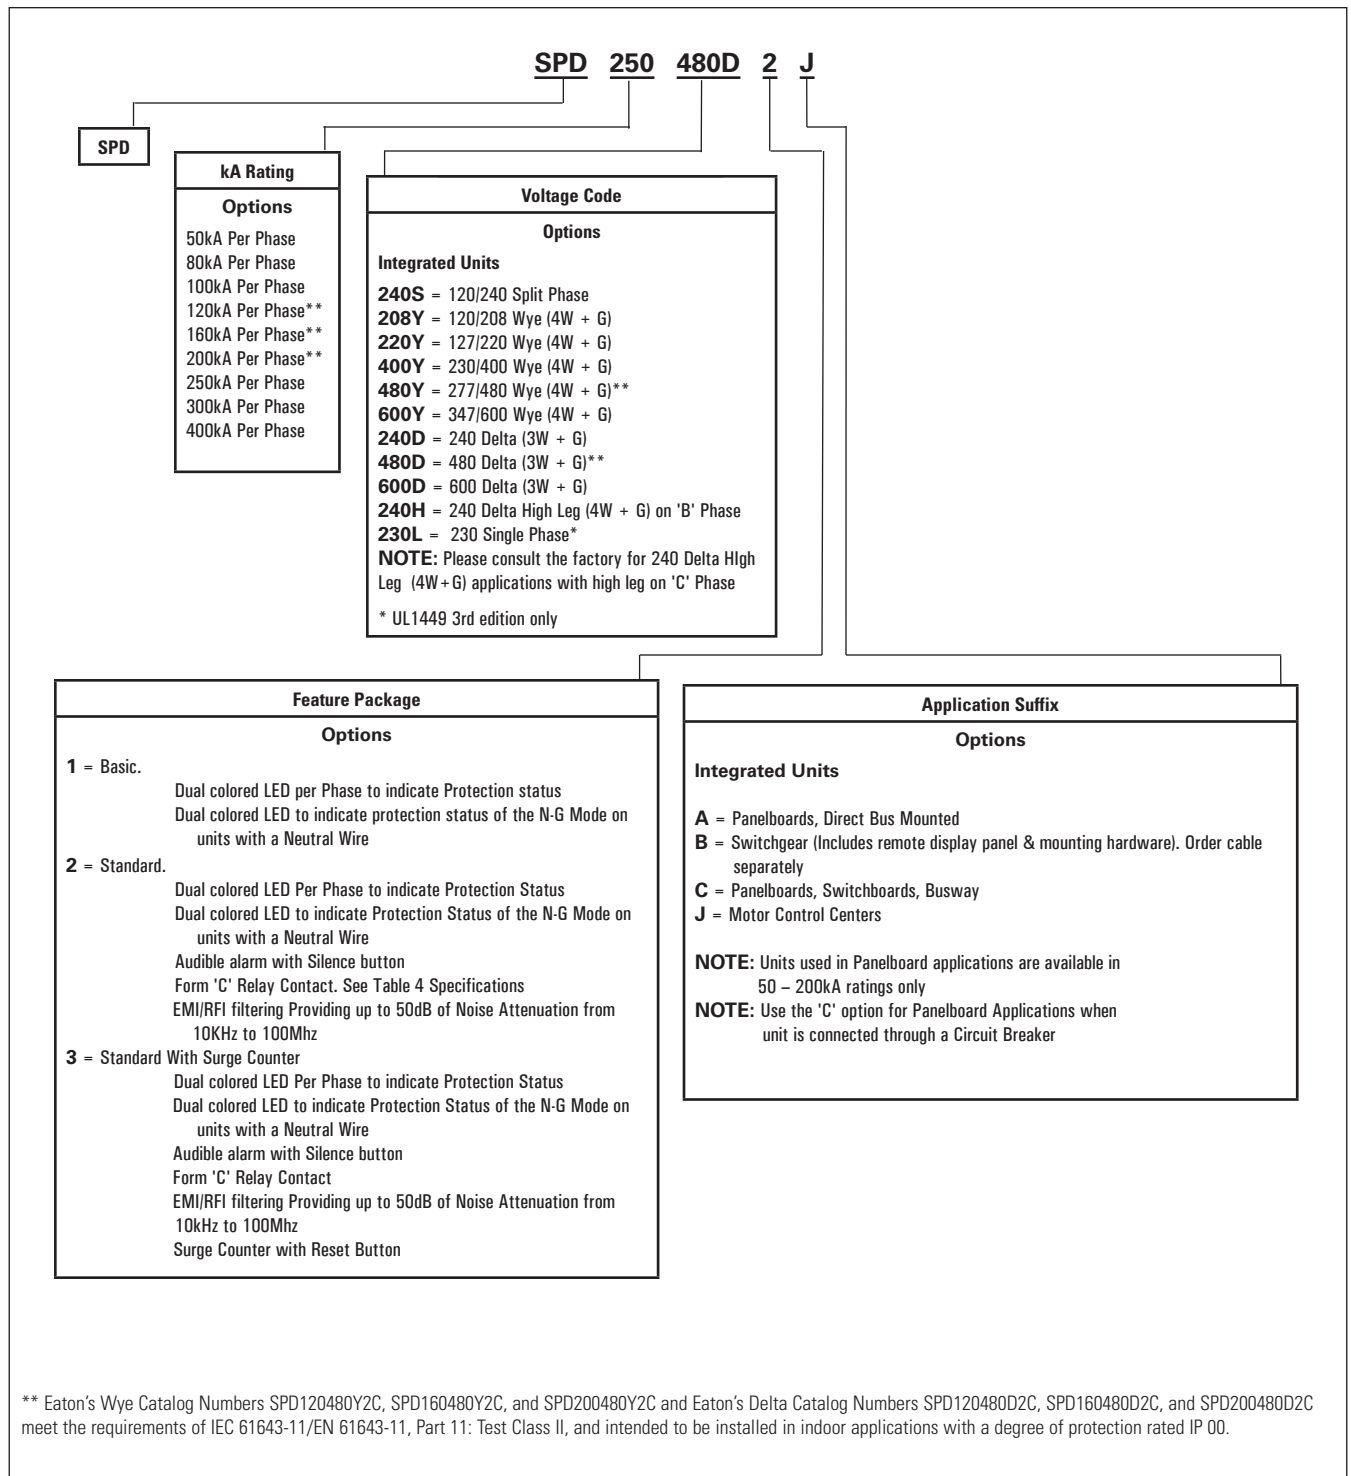 SPD 250 480D 2 J
SPD
kA Rating
Options
50kA Per Phase
80kA Per Phase
100kA Per Phase
120kA Per Phase**
160kA Per Phase**
200kA Per Phase**
250kA Per Phase
300kA Per Phase
400kA Per Phase
Voltage Code
Options
Integrated Units
240S = 120/240 Split Phase
208Y = 120/208 Wye (4W + G)
220Y = 127/220 Wye (4W + G)
400Y = 230/400 Wye (4W + G)
480Y = 277/480 Wye (4W + G)**
600Y = 347/600 Wye (4W + G)
240D = 240 Delta (3W + G)
480D = 480 Delta (3W + G)**
600D = 600 Delta (3W + G)
240H = 240 Delta High Leg (4W + G) on 'B' Phase
230L = 230 Single Phase*
NOTE: Please consult the factory for 240 Delta HIgh
Leg (4W+G) applications with high leg on 'C' Phase
* UL1449 3rd edition only
Feature Package
Options
1 = Basic.
Dual colored LED per Phase to indicate Protection status
Dual colored LED to indicate protection status of the N-G Mode on
units with a Neutral Wire
2 = Standard.
Dual colored LED Per Phase to indicate Protection Status
Dual colored LED to indicate Protection Status of the N-G Mode on
units with a Neutral Wire
Audible alarm with Silence button
Form 'C' Relay Contact. See Table 4 Specifications
EMI/RFI filtering Providing up to 50dB of Noise Attenuation from
10KHz to 100Mhz
3 = Standard With Surge Counter
Dual colored LED Per Phase to indicate Protection Status
Dual colored LED to indicate Protection Status of the N-G Mode on
units with a Neutral Wire
Audible alarm with Silence button
Form 'C' Relay Contact
EMI/RFI filtering Providing up to 50dB of Noise Attenuation from
10kHz to 100Mhz
Surge Counter with Reset Button
Application Suffix
Options
Integrated Units
A = Panelboards, Direct Bus Mounted
B = Switchgear (Includes remote display panel & mounting hardware). Order cable
separately
C = Panelboards, Switchboards, Busway
J = Motor Control Centers
NOTE: Units used in Panelboard applications are available in
50 – 200kA ratings only
NOTE: Use the 'C' option for Panelboard Applications when
unit is connected through a Circuit Breaker
** Eaton's Wye Catalog Numbers SPD120480Y2C, SPD160480Y2C, and SPD200480Y2C and Eaton's Delta Catalog Numbers SPD120480D2C, SPD160480D2C, and SPD200480D2C
meet the requirements of IEC 61643-11/EN 61643-11, Part 11: Test Class II, and intended to be installed in indoor applications with a degree of protection rated IP 00.